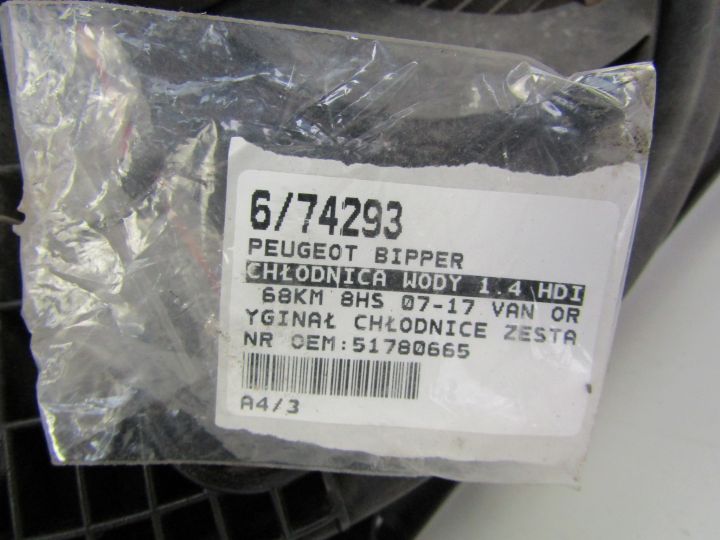 6/74293
PEUGEOT BIPPER
CHŁODNICA WODY 1.4 HDI
68KM 8HS 07-17 VAN OR
YGINAŁ CHŁODNICE ZESTA
NR OEM:51780665
A4/3